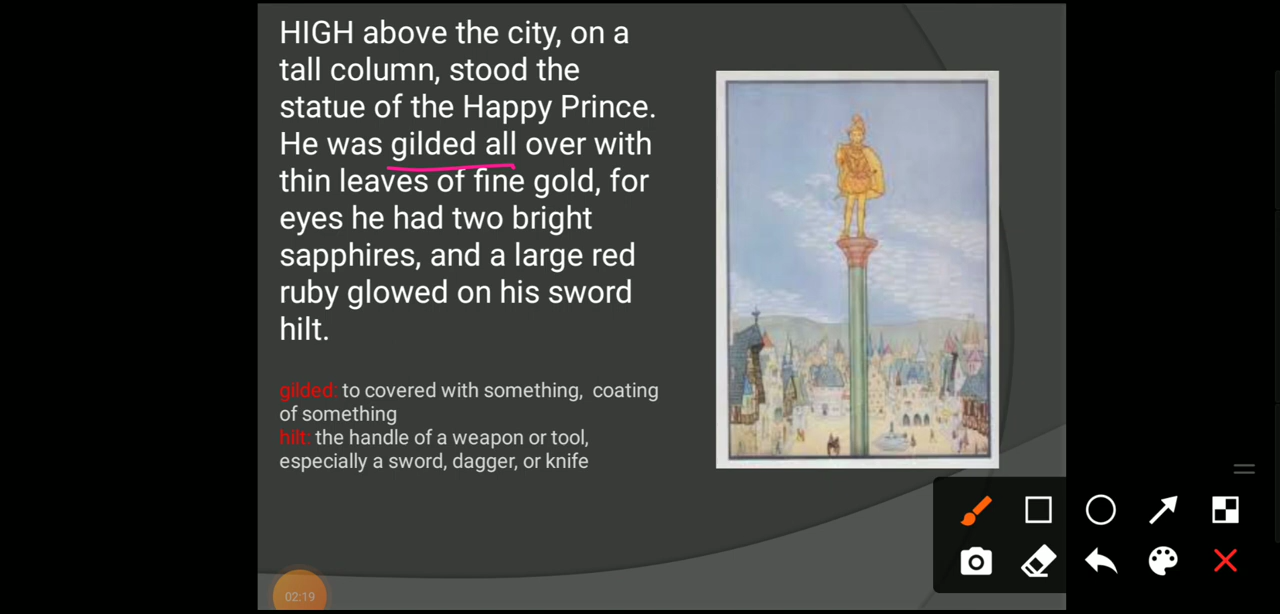 HIGH above the city, on a
tall column, stood the
statue of the Happy Prince.
He was gilded all over with
thin leaves of fine gold, for
eyes he had two bright
sapphires, and a large red
ruby glowed on his sword
hilt.
gilded: to covered with something, coating
of something
hilt: the handle of a weapon or tool,
especially a sword, dagger, or knife
02:19